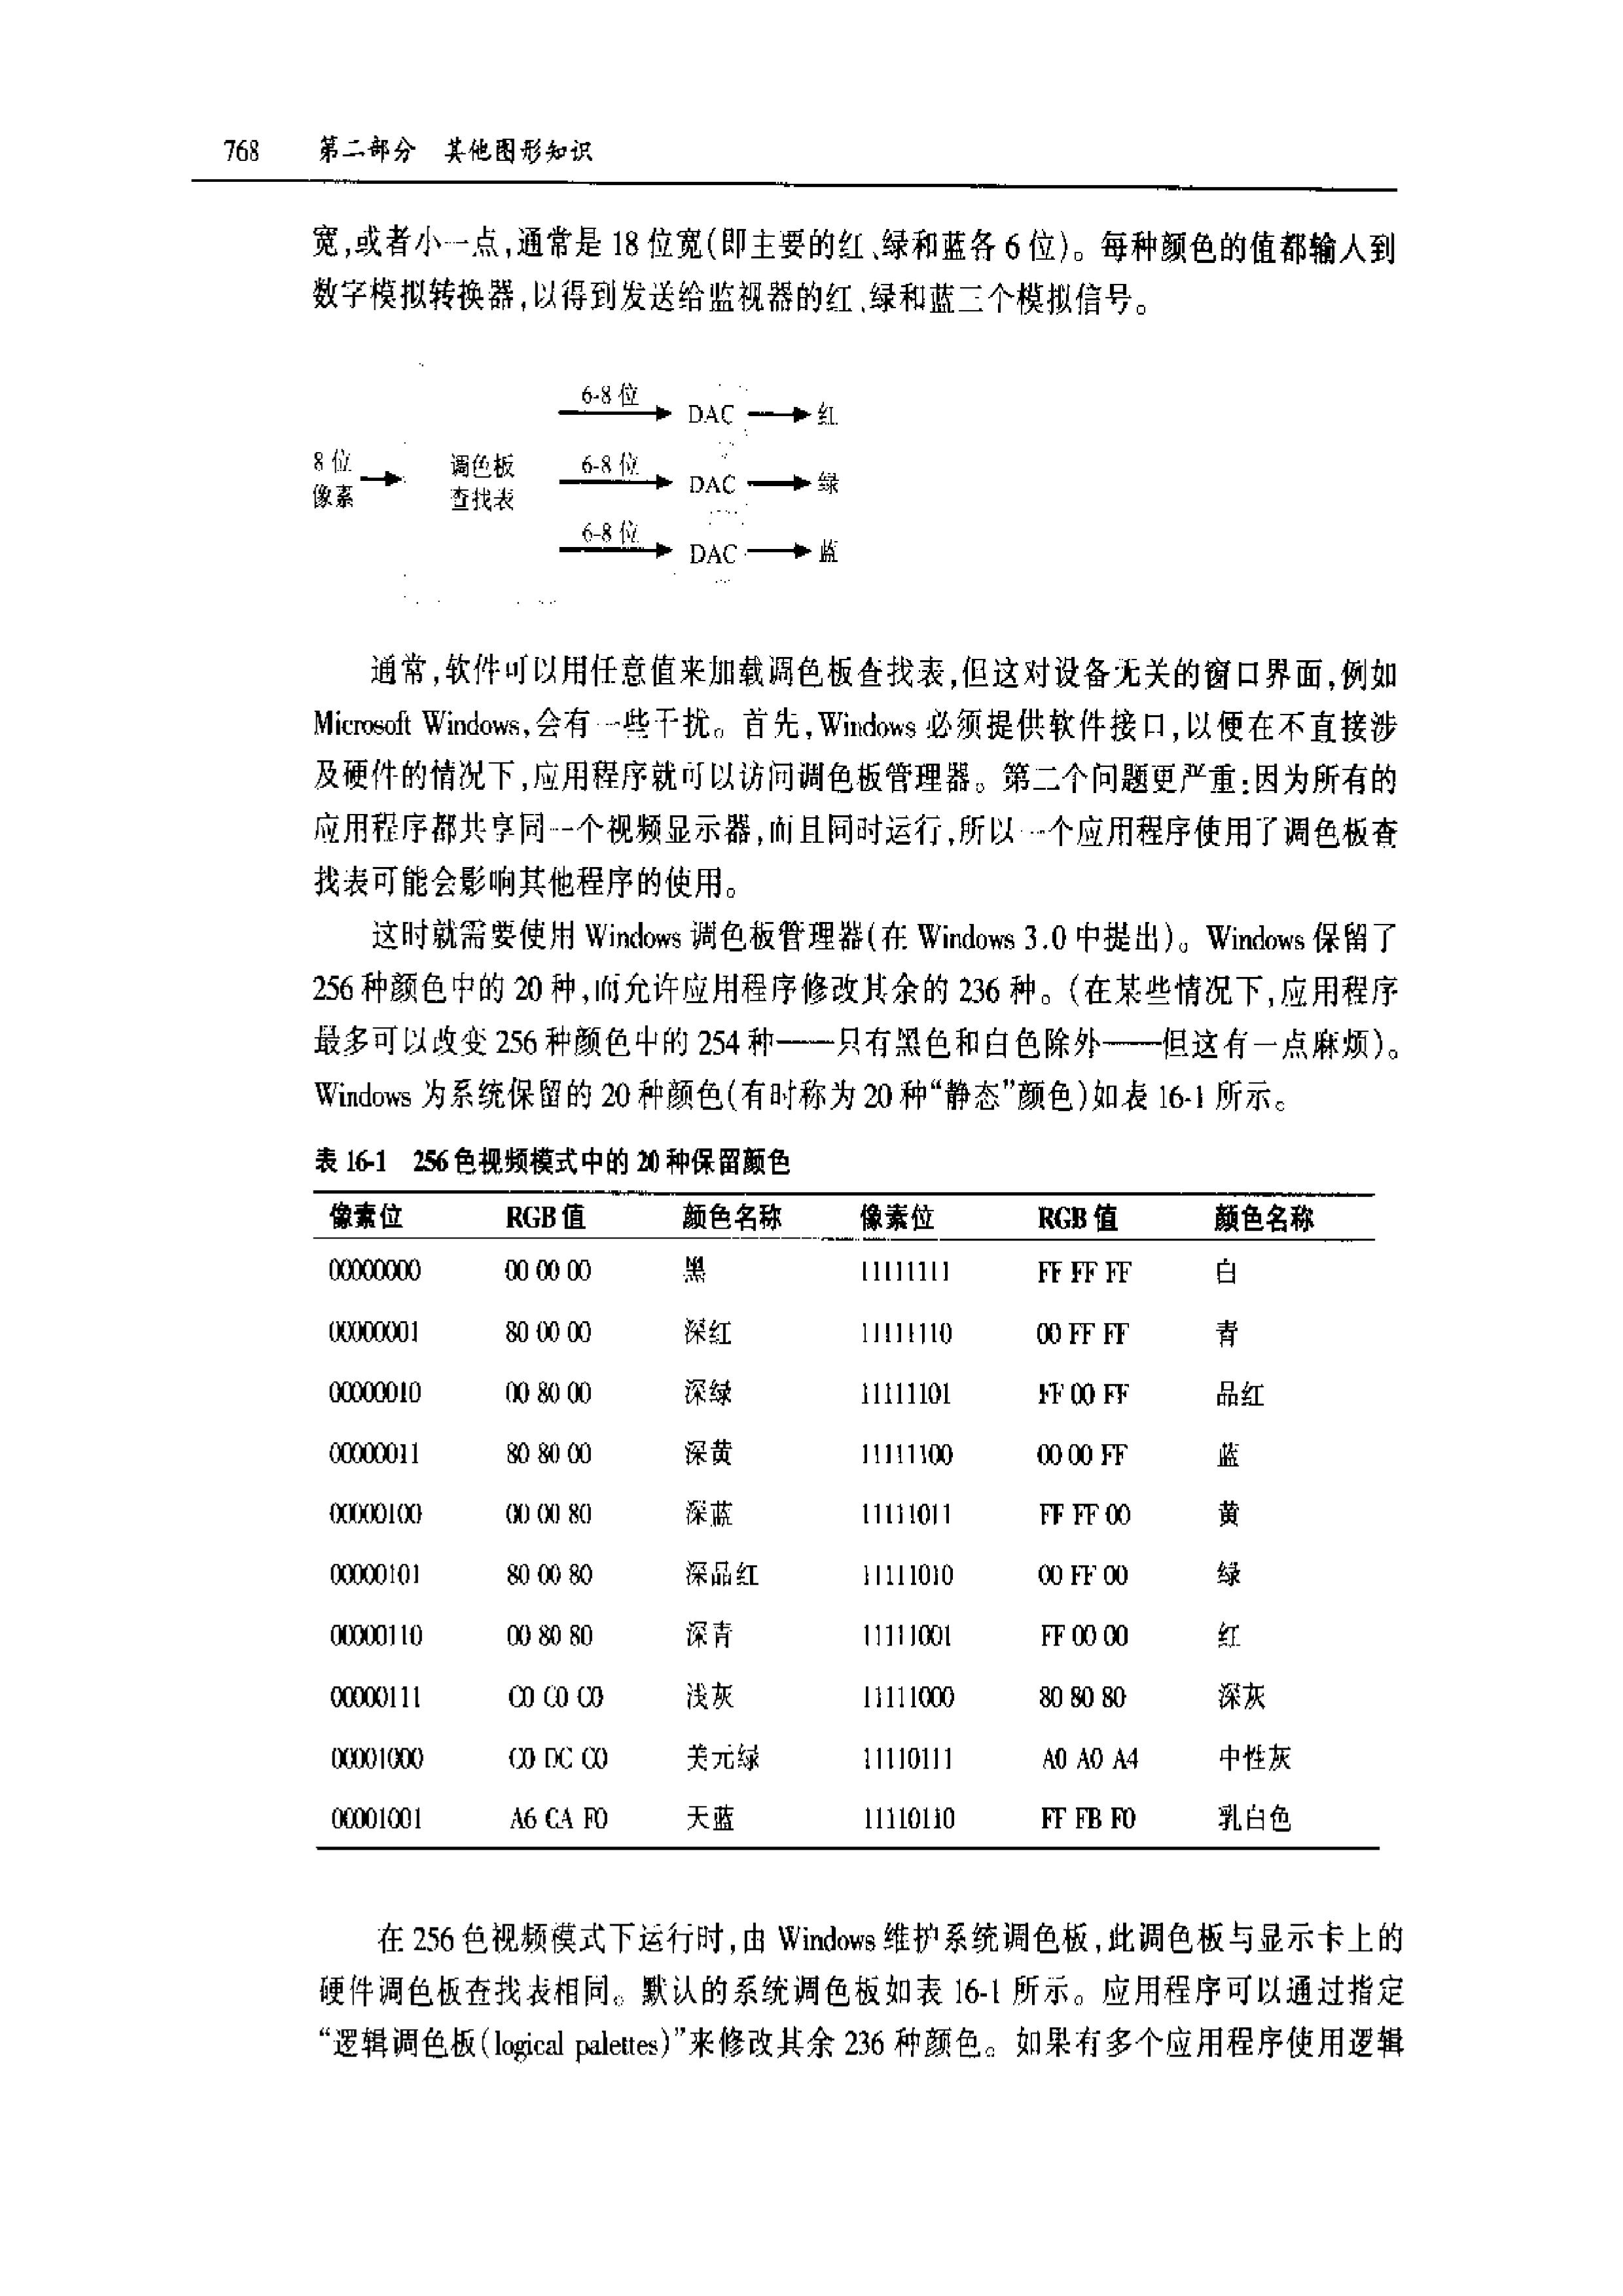 768 第二部分 其他图形知识
宽,或者小一点,通常是 18 位宽(即主要的红、绿和蓝各 6 位)。每种颜色的值都输入到
数字模拟转换器,以得到发送给监视器的红、绿和蓝三个模拟信号。
6-8 位
DAC 红
8 位
像素
调色板
查找表
6-8 位
DAC 绿
6-8 位
DAC 蓝
通常,软件可以用任意值来加载调色板查找表,但这对设备无关的窗口界面,例如
Microsoft Windows,会有一些干扰。首先,Windows 必须提供软件接口,以便在不直接涉
及硬件的情况下,应用程序就可以访问调色板管理器。第二个问题更严重:因为所有的
应用程序都共享同一个视频显示器,而且同时运行,所以一个应用程序使用了调色板查
找表可能会影响其他程序的使用。
这时就需要使用 Windows 调色板管理器(在 Windows 3.0 中提出)。Windows 保留了
256 种颜色中的 20 种,而允许应用程序修改其余的 236 种。(在某些情况下,应用程序
最多可以改变 256 种颜色中的 254 种——只有黑色和白色除外——但这有一点麻烦)。
Windows 为系统保留的 20 种颜色(有时称为 20 种“静态”颜色)如表 16-1 所示。
表 16-1 256 色视频模式中的 20 种保留颜色
像素位 RGB 值 颜色名称 像素位 RGB 值 颜色名称
00000000 00 00 00 黑 11111111 FF FF FF 白
00000001 80 00 00 深红 11111110 00 FF FF 青
00000010 00 80 00 深绿 11111101 FF 00 FF 品红
00000011 80 80 00 深黄 11111100 00 00 FF 蓝
00000100 00 00 80 深蓝 11111011 FF FF 00 黄
00000101 80 00 80 深品红 11111010 00 FF 00 绿
00000110 00 80 80 深青 11111001 FF 00 00 红
00000111 C0 C0 C0 浅灰 11111000 80 80 80 深灰
00001000 C0 DC C0 美元绿 11110111 A0 A0 A4 中性灰
00001001 A6 CA F0 天蓝 11110110 FF FB F0 乳白色
在 256 色视频模式下运行时,由 Windows 维护系统调色板,此调色板与显示卡上的
硬件调色板查找表相同。默认的系统调色板如表 16-1 所示。应用程序可以通过指定
“逻辑调色板(logical palettes)”来修改其余 236 种颜色。如果有多个应用程序使用逻辑